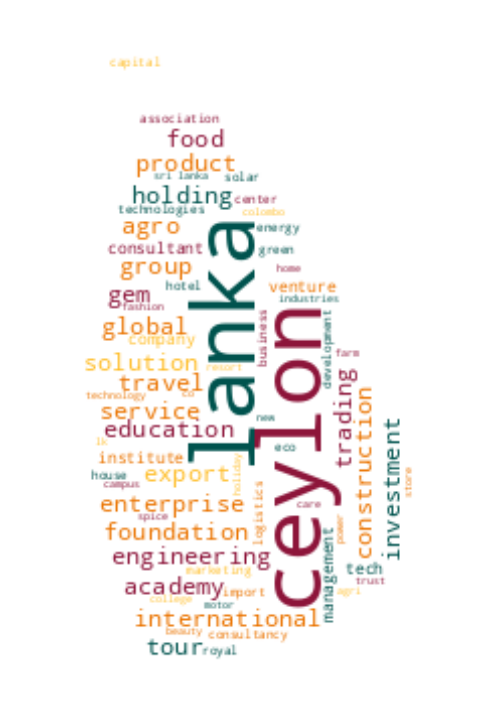 capital
association
food
product
sri lanka
solar
holding
center
technologies
colombo
agro
energy
lanka
consultant
green
group
home
hotel
venture
gem
industries
fashion
ceylon
global
business
development
company
farm
solution
resort
travel
trading
technology
co
construction
service
new
investment
education
lk
eco
institute
house
export
holiday
store
campus
enterprise
logistics
care
spice
power
foundation
management
engineering
marketing
tech
trust
academy
import
agri
college
motor
international
beauty
consultancy
tour
royal